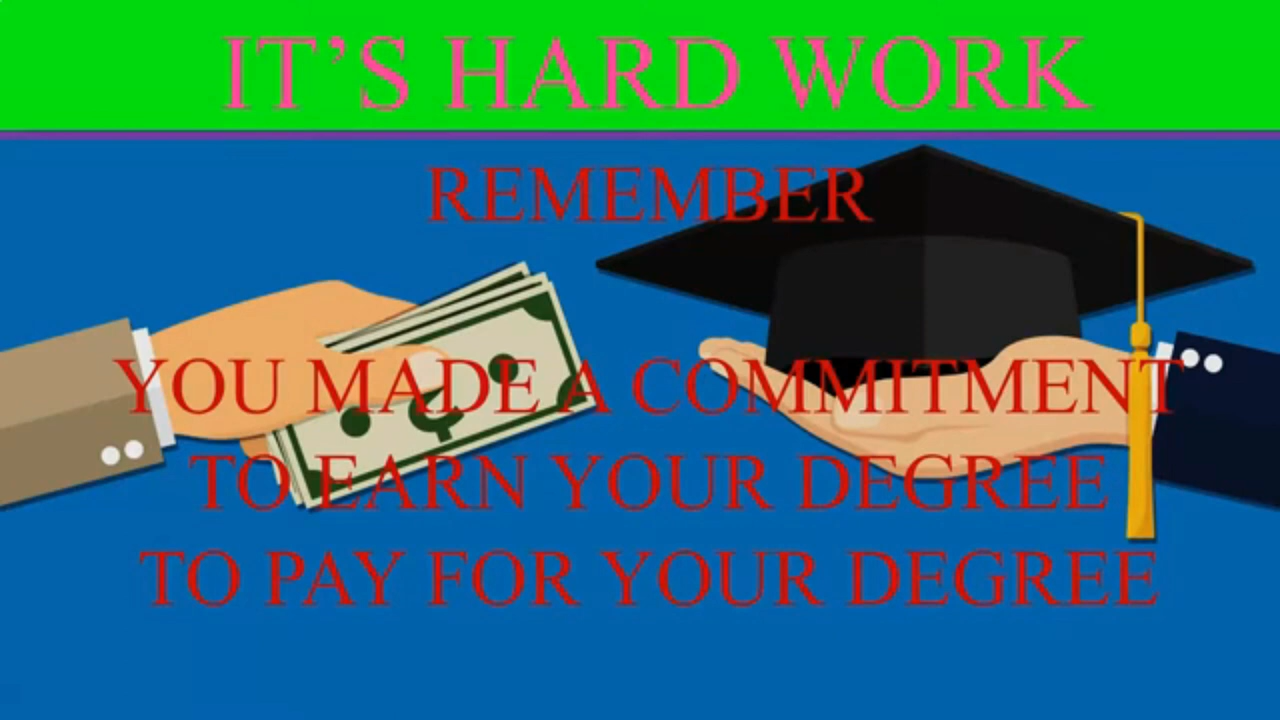 IT’S HARD WORK
REMEMBER
YOU MADE A COMMITMENT
TO EARN YOUR DEGREE
TO PAY FOR YOUR DEGREE